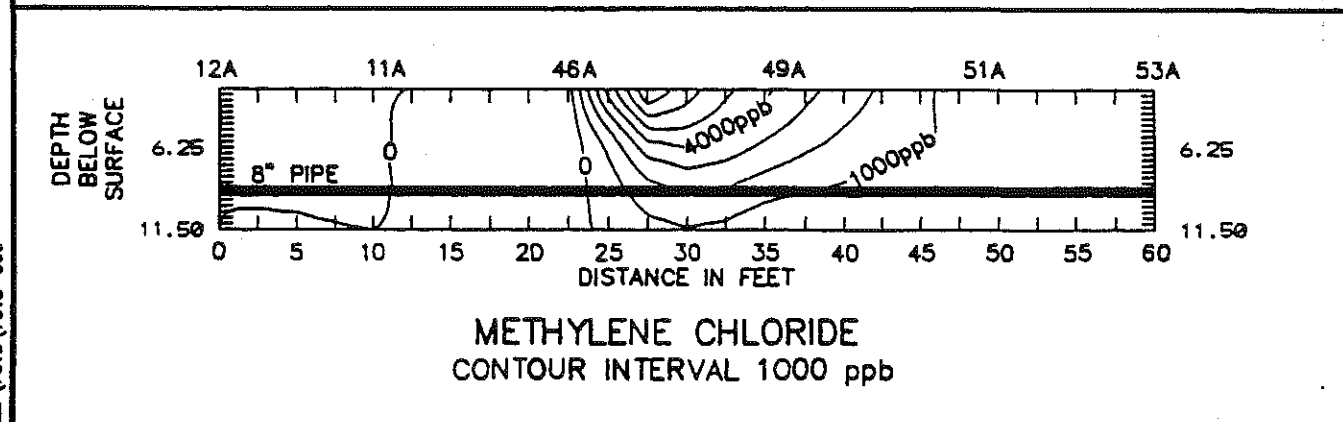 12A 11A 46A 49A 51A 53A
DEPTH
BELOW
SURFACE
6.25 0 0 4000ppb 1000ppb 6.25
8" PIPE
11.50 11.50
0 5 10 15 20 25 30 35 40 45 50 55 60
DISTANCE IN FEET
METHYLENE CHLORIDE
CONTOUR INTERVAL 1000 ppb